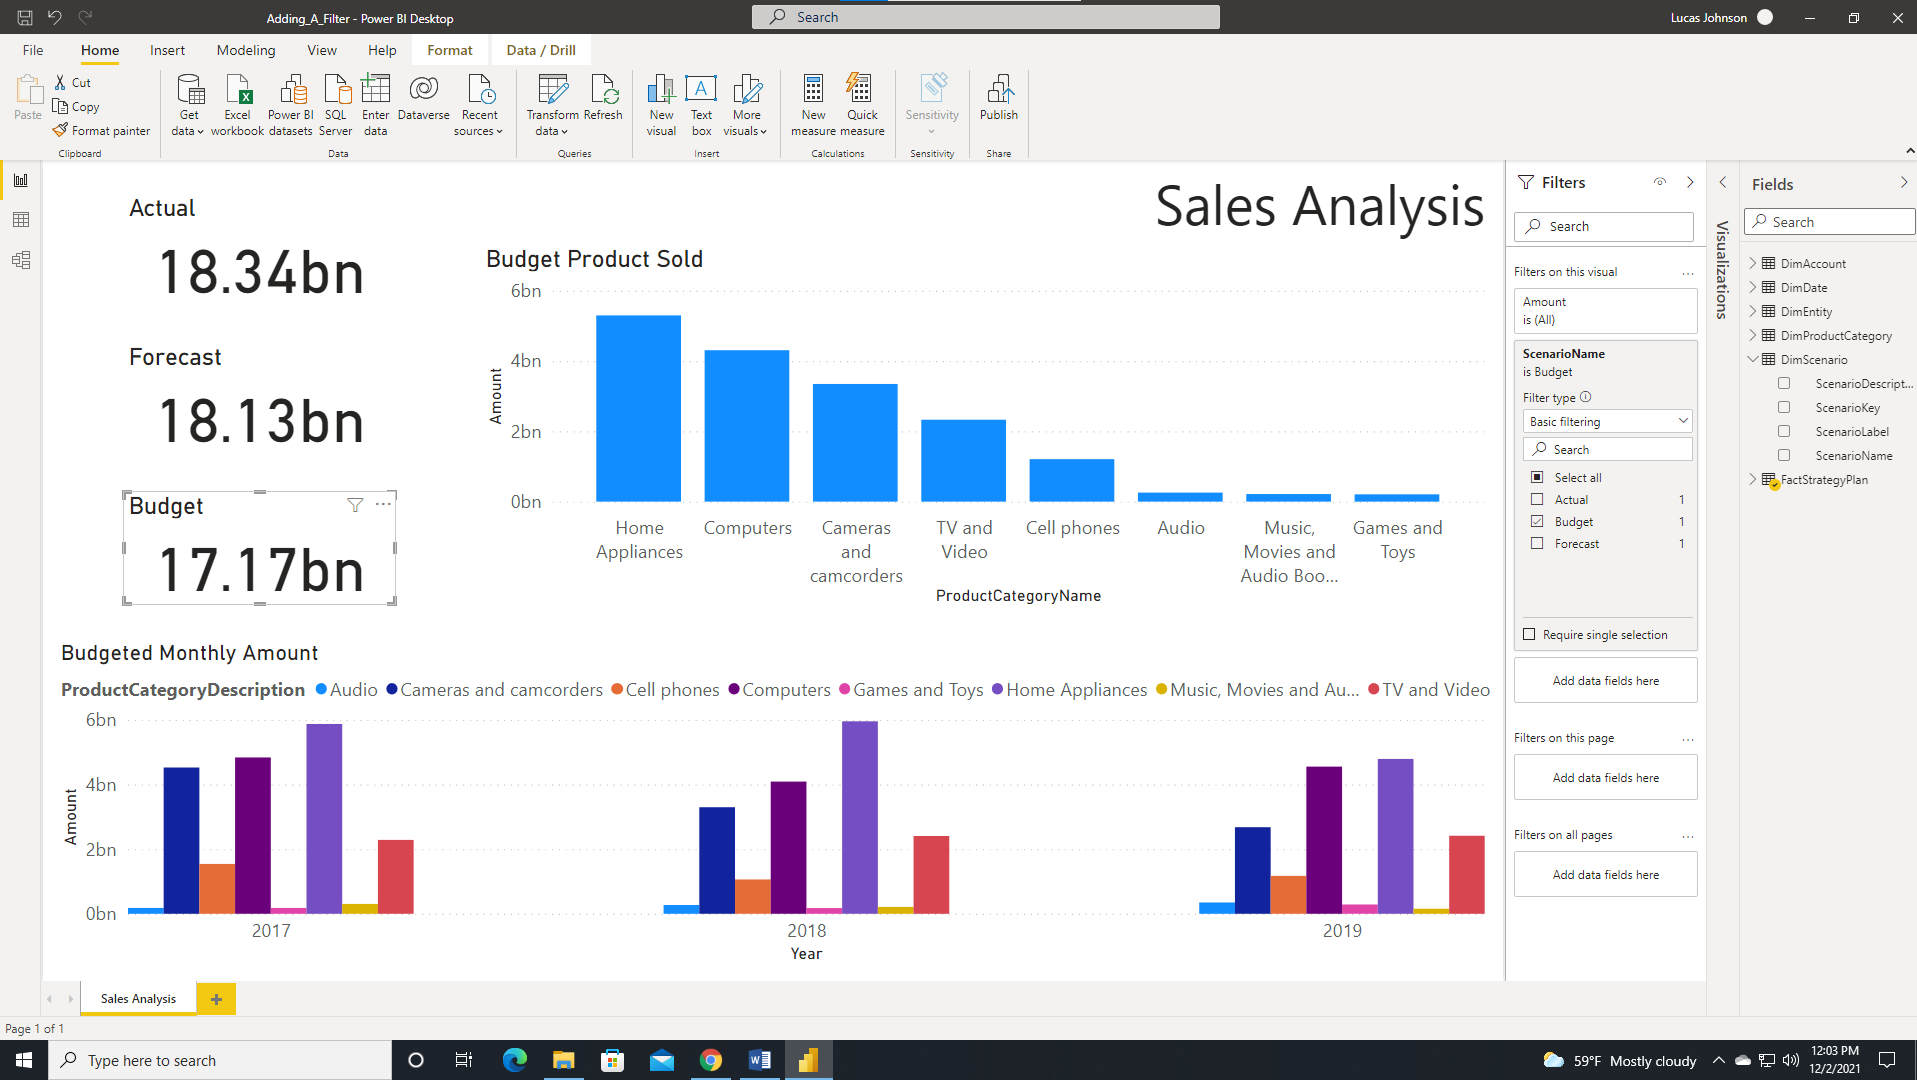 Adding_A_Filter - Power BI Desktop
Search
Lucas Johnson
File Home Insert Modeling View Help Format Data / Drill
Paste
Cut
Copy
Format painter
Clipboard
Get data
Excel workbook
Power BI datasets
SQL Server
Enter data
Dataverse
Recent sources
Data
Transform data
Refresh
Queries
New visual
Text box
More visuals
Insert
New measure
Quick measure
Calculations
Sensitivity
Sensitivity
Publish
Share
Sales Analysis
Actual
18.34bn
Forecast
18.13bn
Budget
17.17bn
Budget Product Sold
6bn
4bn
2bn
0bn
Amount
Home Appliances
Computers
Cameras and camcorders
TV and Video
Cell phones
Audio
Music, Movies and Audio Boo...
Games and Toys
ProductCategoryName
Budgeted Monthly Amount
ProductCategoryDescription Audio Cameras and camcorders Cell phones Computers Games and Toys Home Appliances Music, Movies and Au... TV and Video
6bn
4bn
2bn
0bn
Amount
2017 2018 2019
Year
Filters
Search
Filters on this visual ...
Amount
is (All)
ScenarioName
is Budget
Filter type
Basic filtering
Search
Select all
Actual 1
Budget 1
Forecast 1
Require single selection
Add data fields here
Filters on this page ...
Add data fields here
Filters on all pages ...
Add data fields here
Visualizations
Fields
Search
DimAccount
DimDate
DimEntity
DimProductCategory
DimScenario
ScenarioDescript...
ScenarioKey
ScenarioLabel
ScenarioName
FactStrategyPlan
Sales Analysis
Page 1 of 1
Type here to search
59°F Mostly cloudy
12:03 PM
12/2/2021